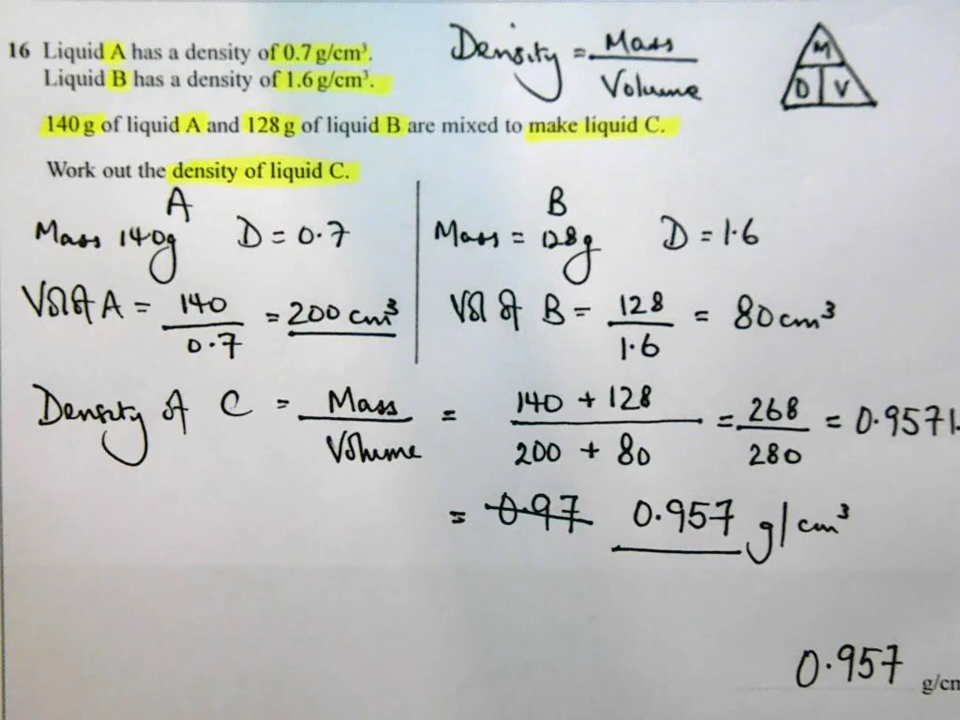 16 Liquid A has a density of 0.7 g/cm³.
Liquid B has a density of 1.6 g/cm³.
Density = Mass / Volume
M
D V
140 g of liquid A and 128 g of liquid B are mixed to make liquid C.
Work out the density of liquid C.
A
Mass 140g D = 0.7
Vol of A = 140 / 0.7 = 200 cm³
B
Mass = 128g D = 1.6
Vol of B = 128 / 1.6 = 80 cm³
Density of C = Mass / Volume = 140 + 128 / 200 + 80 = 268 / 280 = 0.9571
= 0.97 0.957 g/cm³
0.957 g/cm